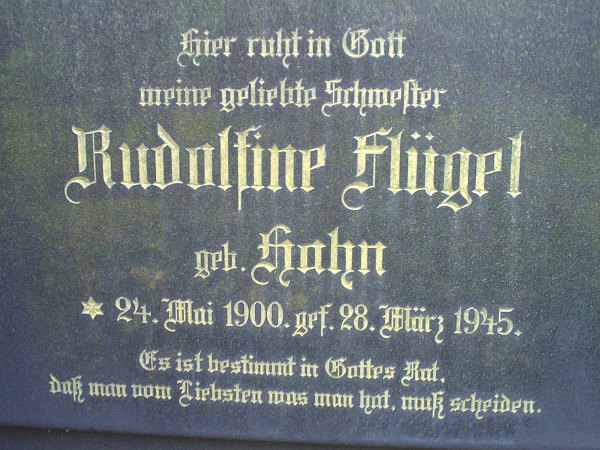 Hier ruht in Gott
meine geliebte Schwester
Rudolfine Flügel
geb. Hahn
✶ 24. Mai 1900. gef. 28. März 1945.
Es ist bestimmt in Gottes Rat,
daß man vom Liebsten was man hat, muß scheiden.